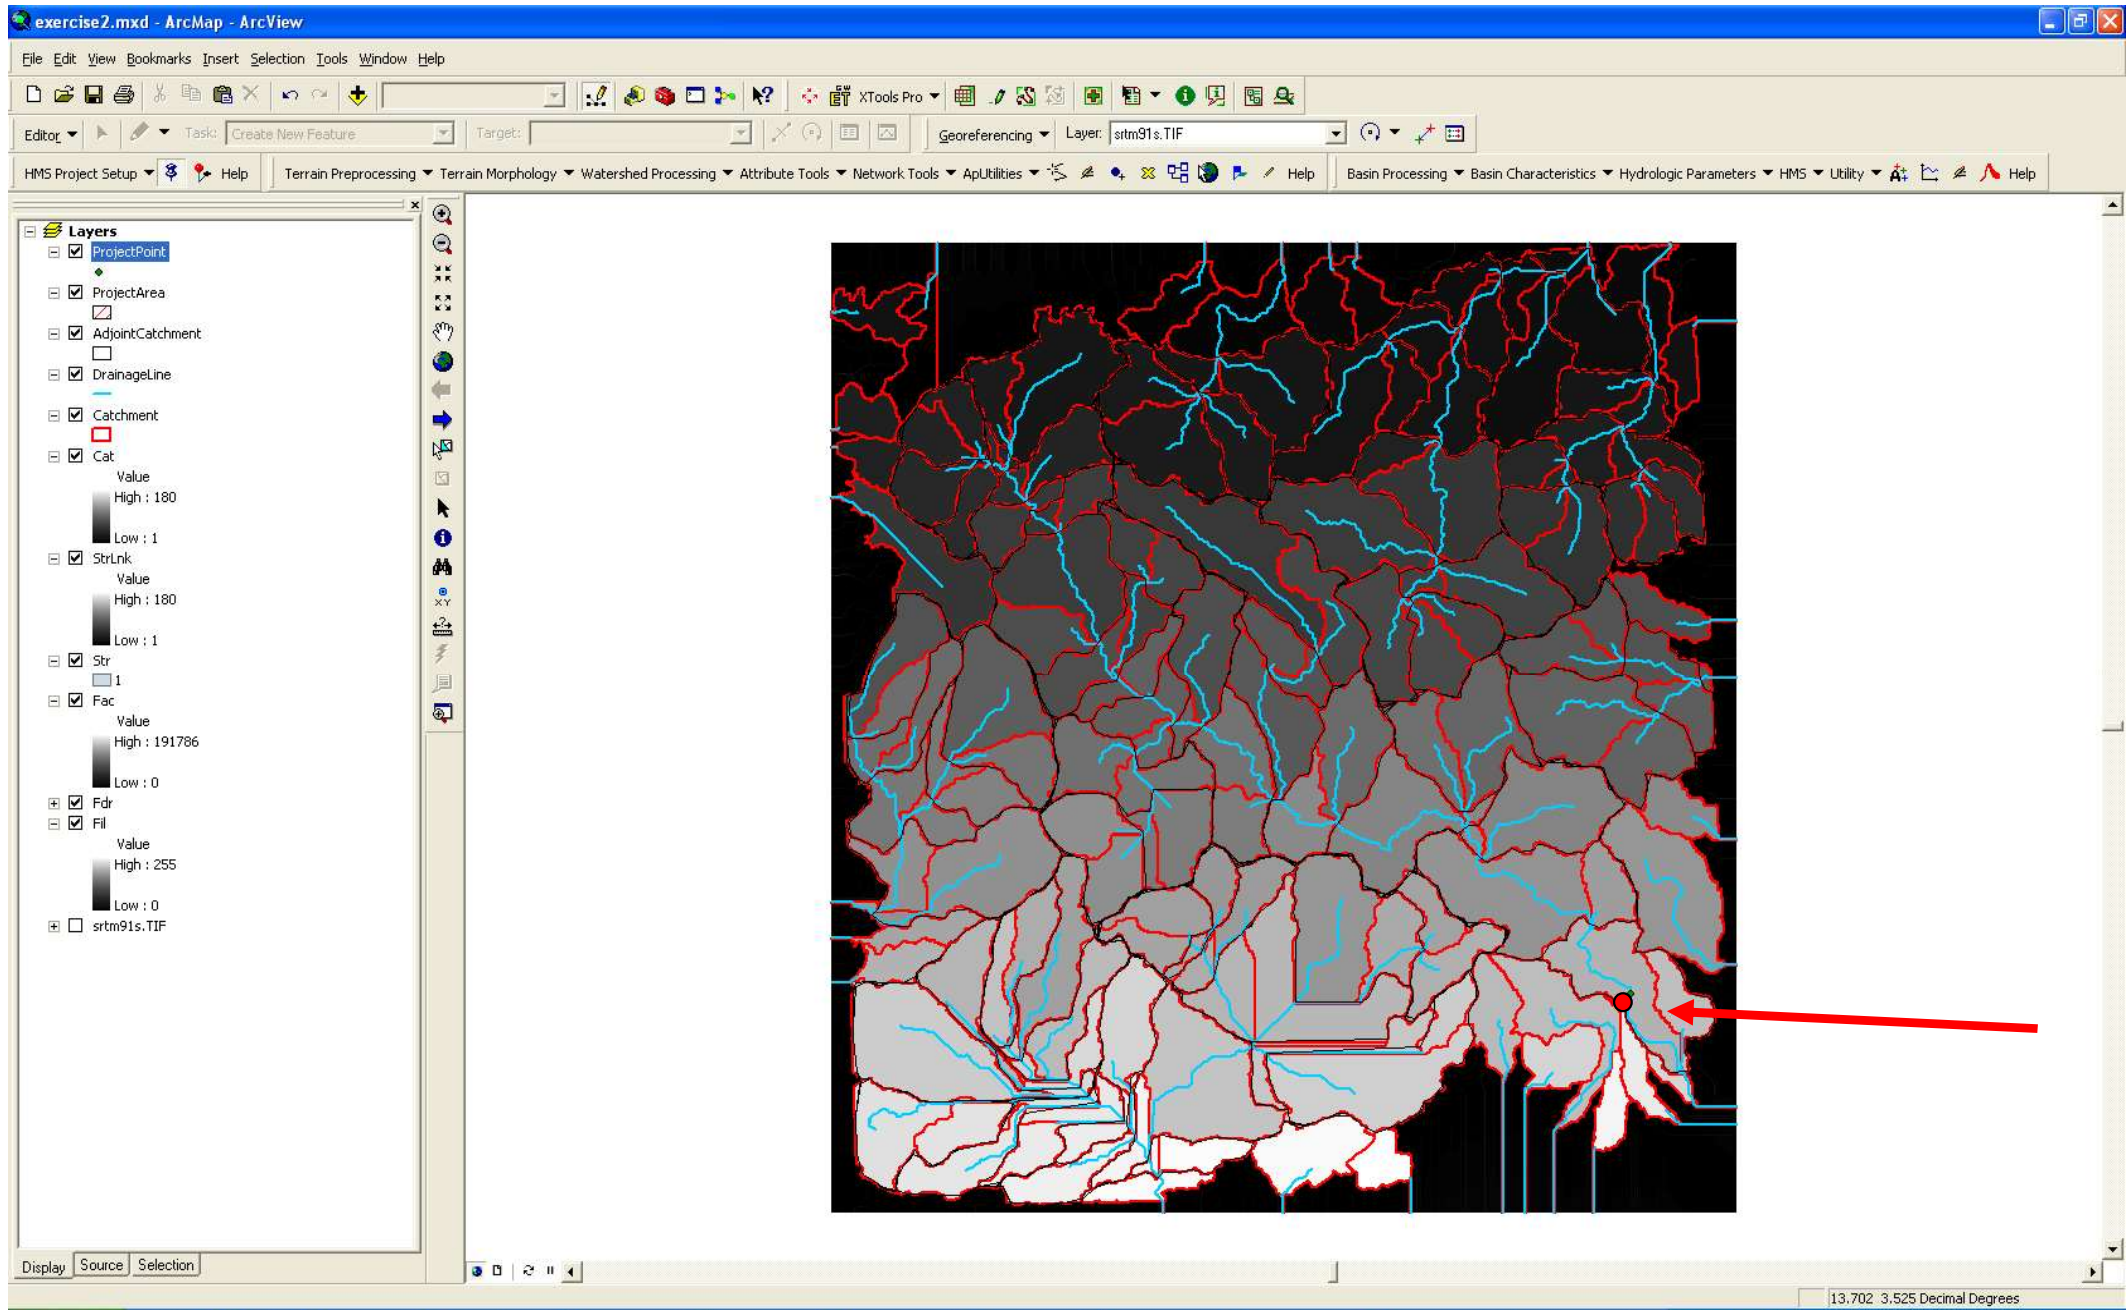 exercise2.mxd - ArcMap - ArcView
File Edit View Bookmarks Insert Selection Tools Window Help
XTools Pro
Editor Task: Create New Feature Target: Georeferencing Layer: srtm91s.TIF
HMS Project Setup Help Terrain Preprocessing Terrain Morphology Watershed Processing Attribute Tools Network Tools ApUtilities Help Basin Processing Basin Characteristics Hydrologic Parameters HMS Utility Help
Layers
ProjectPoint
ProjectArea
AdjointCatchment
DrainageLine
Catchment
Cat
Value
High : 180
Low : 1
StrLnk
Value
High : 180
Low : 1
Str
1
Fac
Value
High : 191786
Low : 0
Fdr
Fil
Value
High : 255
Low : 0
srtm91s.TIF
Display Source Selection
13.702 3.525 Decimal Degrees